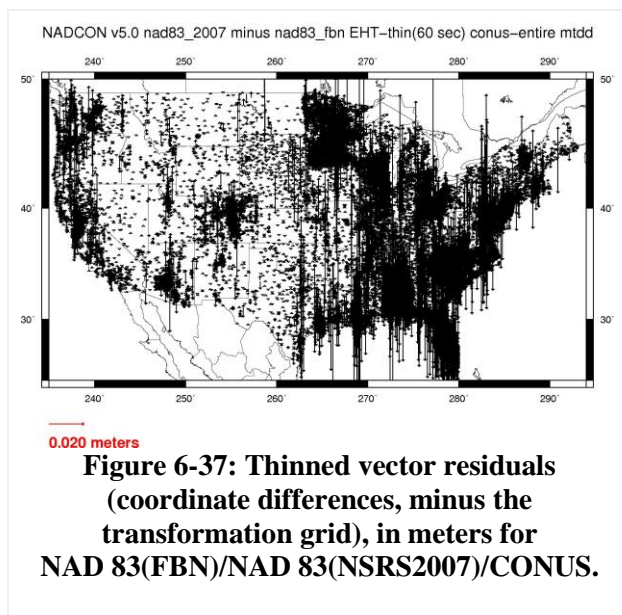 NADCON v5.0 nad83_2007 minus nad83_fbn EHT-thin(60 sec) conus-entire mtdd
240˚ 250˚ 260˚ 270˚ 280˚ 290˚
50˚ 50˚
40˚ 40˚
30˚ 30˚
240˚ 250˚ 260˚ 270˚ 280˚ 290˚
0.020 meters
Figure 6-37: Thinned vector residuals
(coordinate differences, minus the
transformation grid), in meters for
NAD 83(FBN)/NAD 83(NSRS2007)/CONUS.